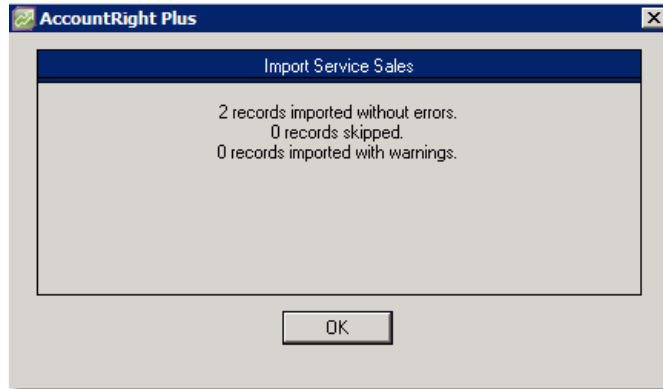 AccountRight Plus
Import Service Sales
2 records imported without errors.
0 records skipped.
0 records imported with warnings.
OK